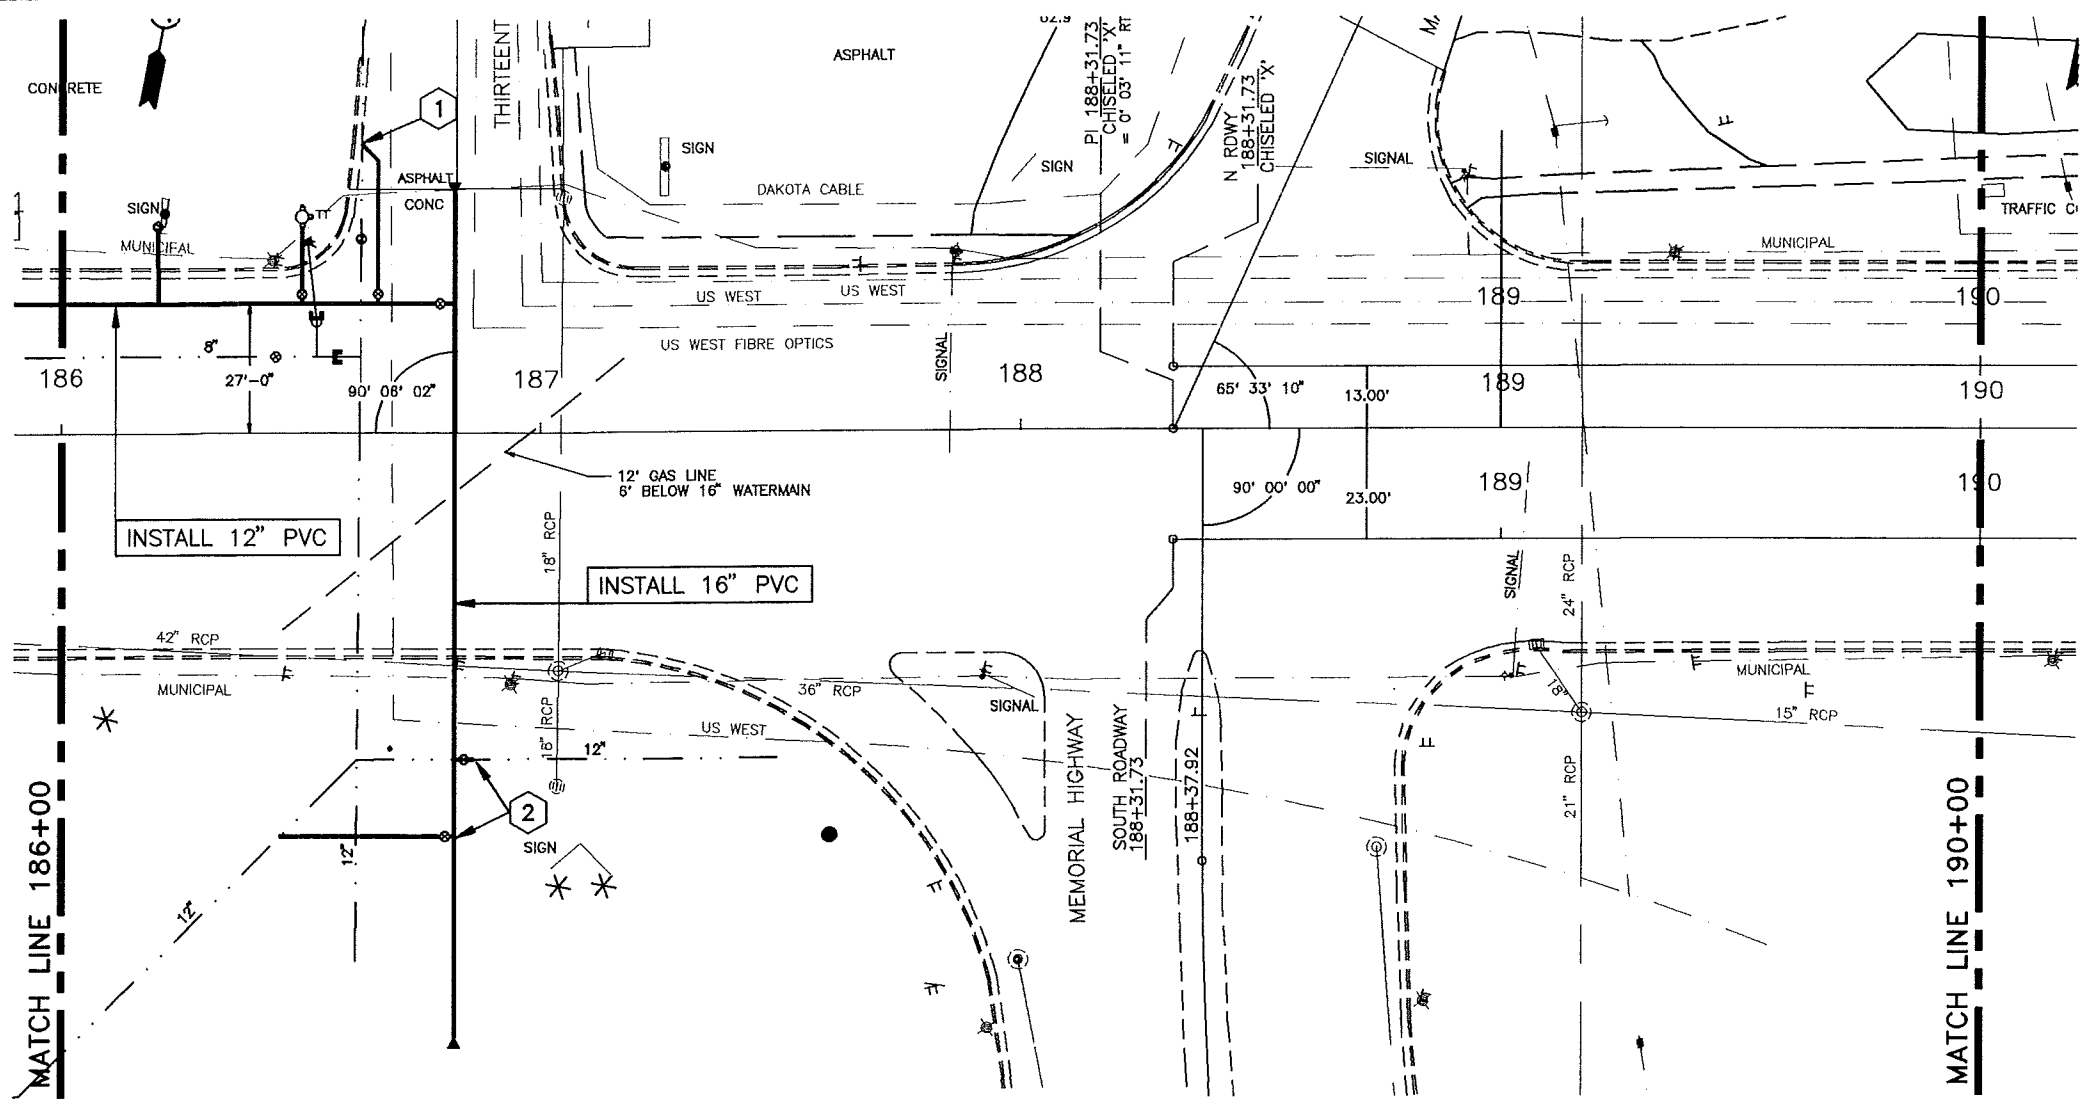 CONCRETE
1
THIRTEENT
ASPHALT
PI 188+31.73
CHISELED 'X'
= 0° 03' 11" RT
N RDWY
188+31.73
CHISELED 'X'
SIGN
SIGN
SIGNAL
ASPHALT
CONC
DAKOTA CABLE
SIGN
MUNICIPAL
TRAFFIC
MUNICIPAL
US WEST
US WEST
189
190
8"
US WEST FIBRE OPTICS
SIGNAL
186
27'-0"
90' 06' 02"
187
188
65' 33' 10"
13.00'
189
190
12' GAS LINE
6' BELOW 16" WATERMAIN
90' 00' 00"
23.00'
189
190
INSTALL 12" PVC
18" RCP
INSTALL 16" PVC
SIGNAL
24" RCP
42" RCP
MUNICIPAL
36" RCP
SIGNAL
18"
MUNICIPAL
15" RCP
18" RCP
US WEST
12"
2
SIGN
12"
12"
MEMORIAL HIGHWAY
SOUTH ROADWAY
188+31.73
188+37.92
21" RCP
MATCH LINE 186+00
MATCH LINE 190+00